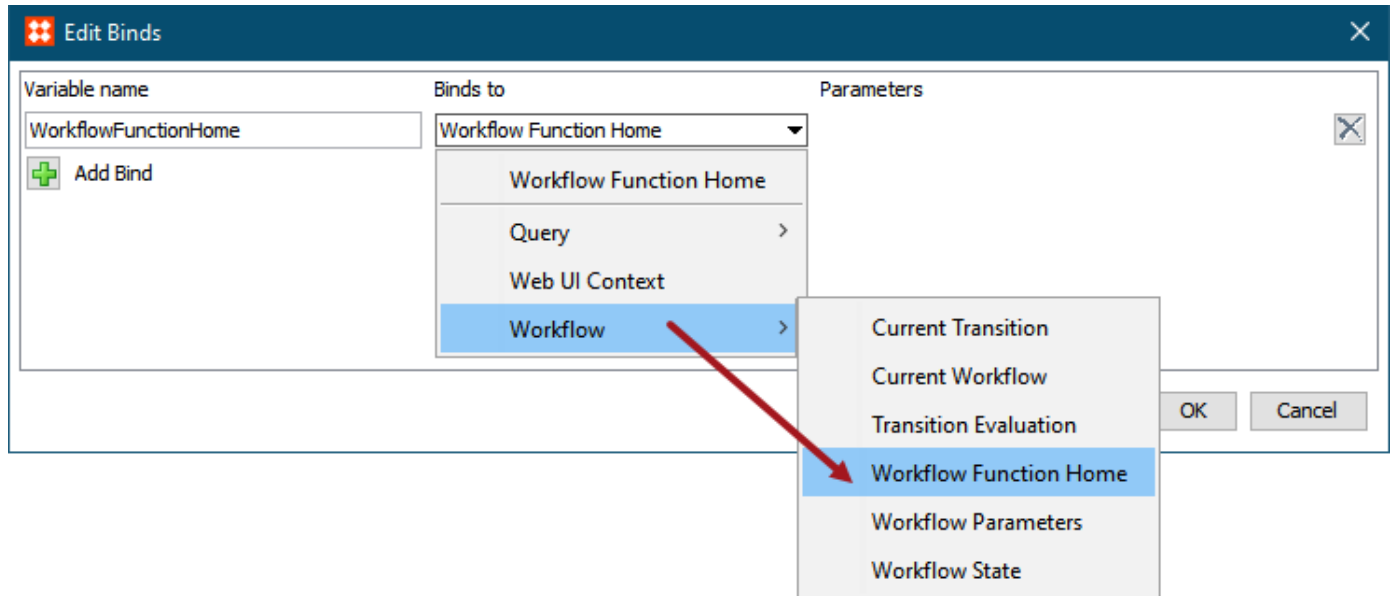 Edit Binds
Variable name Binds to Parameters
WorkflowFunctionHome Workflow Function Home
Add Bind
Workflow Function Home
Query
Web UI Context
Workflow
Current Transition
Current Workflow
Transition Evaluation
Workflow Function Home
Workflow Parameters
Workflow State
OK Cancel